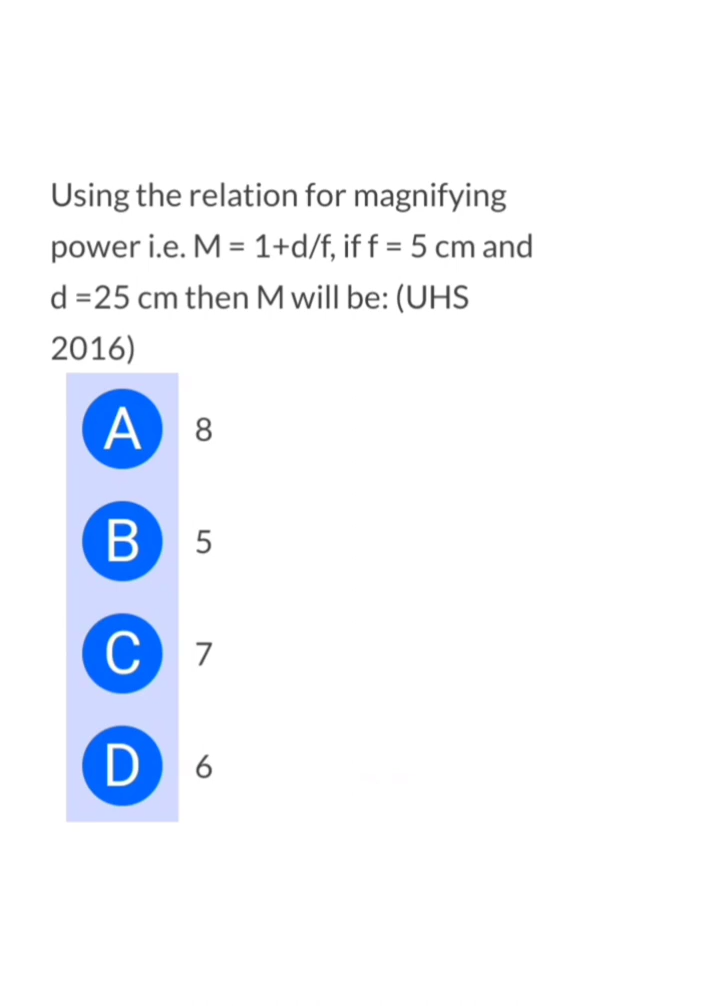 Using the relation for magnifying
power i.e. M = 1+d/f, if f = 5 cm and
d =25 cm then M will be: (UHS
2016)
A 8
B 5
C 7
D 6